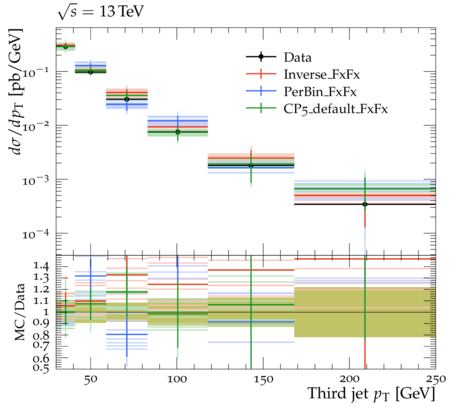 √s = 13 TeV
dσ/dpT [pb/GeV]
Data
Inverse_FxFx
PerBin_FxFx
CP5_default_FxFx
10⁻¹
10⁻²
10⁻³
10⁻⁴
MC/Data
1.4
1.3
1.2
1.1
1
0.9
0.8
0.7
0.6
0.5
50 100 150 200 250
Third jet pT [GeV]